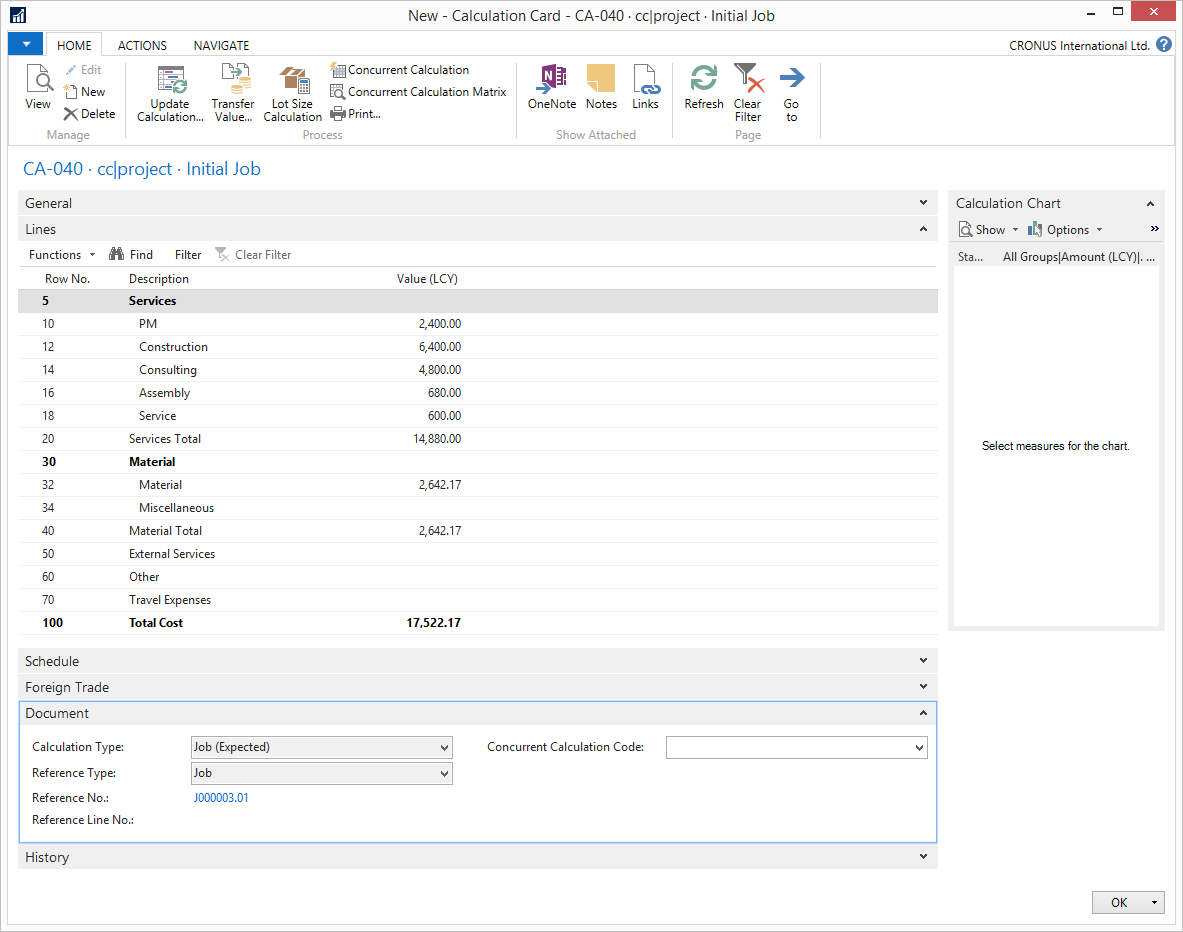 New - Calculation Card - CA-040 · cc|project · Initial Job
HOME ACTIONS NAVIGATE CRONUS International Ltd. ?
View
Edit
New
Delete
Manage
Update Calculation...
Transfer Value...
Lot Size Calculation
Concurrent Calculation
Concurrent Calculation Matrix
Print...
Process
OneNote
Notes
Links
Show Attached
Refresh
Clear Filter
Go to
Page
CA-040 · cc|project · Initial Job
General
Lines
Functions Find Filter Clear Filter
Row No. Description Value (LCY)
5 Services
10 PM 2,400.00
12 Construction 6,400.00
14 Consulting 4,800.00
16 Assembly 680.00
18 Service 600.00
20 Services Total 14,880.00
30 Material
32 Material 2,642.17
34 Miscellaneous
40 Material Total 2,642.17
50 External Services
60 Other
70 Travel Expenses
100 Total Cost 17,522.17
Calculation Chart
Show Options »
Sta... All Groups|Amount (LCY)|. ...
Select measures for the chart.
Schedule
Foreign Trade
Document
Calculation Type: Job (Expected) Concurrent Calculation Code:
Reference Type: Job
Reference No.: J000003.01
Reference Line No.:
History
OK